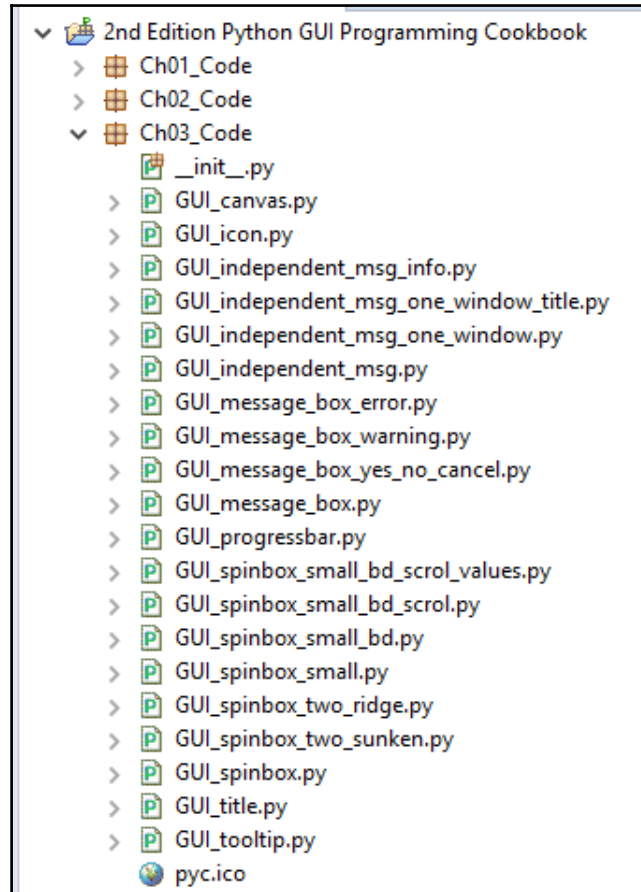 2nd Edition Python GUI Programming Cookbook
Ch01_Code
Ch02_Code
Ch03_Code
__init__.py
GUI_canvas.py
GUI_icon.py
GUI_independent_msg_info.py
GUI_independent_msg_one_window_title.py
GUI_independent_msg_one_window.py
GUI_independent_msg.py
GUI_message_box_error.py
GUI_message_box_warning.py
GUI_message_box_yes_no_cancel.py
GUI_message_box.py
GUI_progressbar.py
GUI_spinbox_small_bd_scrol_values.py
GUI_spinbox_small_bd_scrol.py
GUI_spinbox_small_bd.py
GUI_spinbox_small.py
GUI_spinbox_two_ridge.py
GUI_spinbox_two_sunken.py
GUI_spinbox.py
GUI_title.py
GUI_tooltip.py
pyc.ico